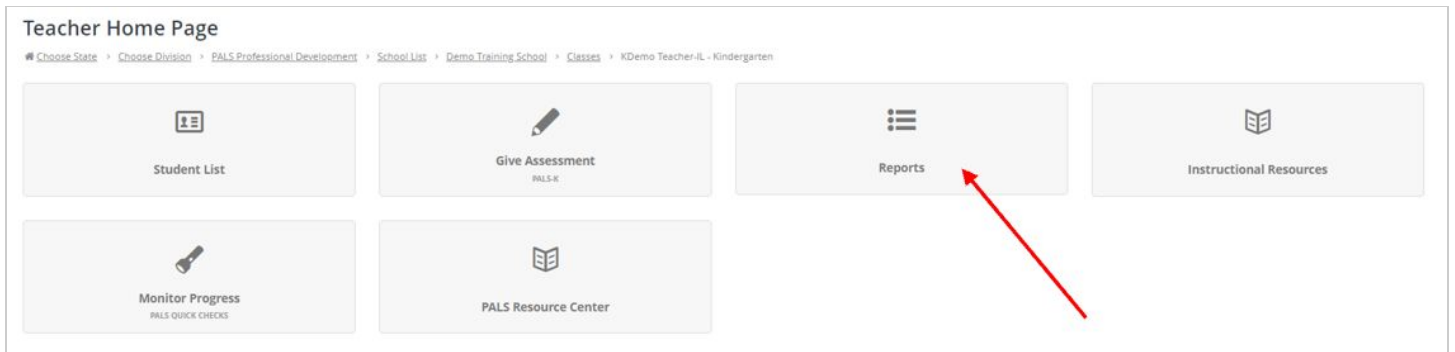 Teacher Home Page
Choose State > Choose Division > PALS Professional Development > School List > Demo Training School > Classes > KDemo Teacher-IL - Kindergarten
Student List
Give Assessment
PALS-K
Reports
Instructional Resources
Monitor Progress
PALS QUICK CHECKS
PALS Resource Center